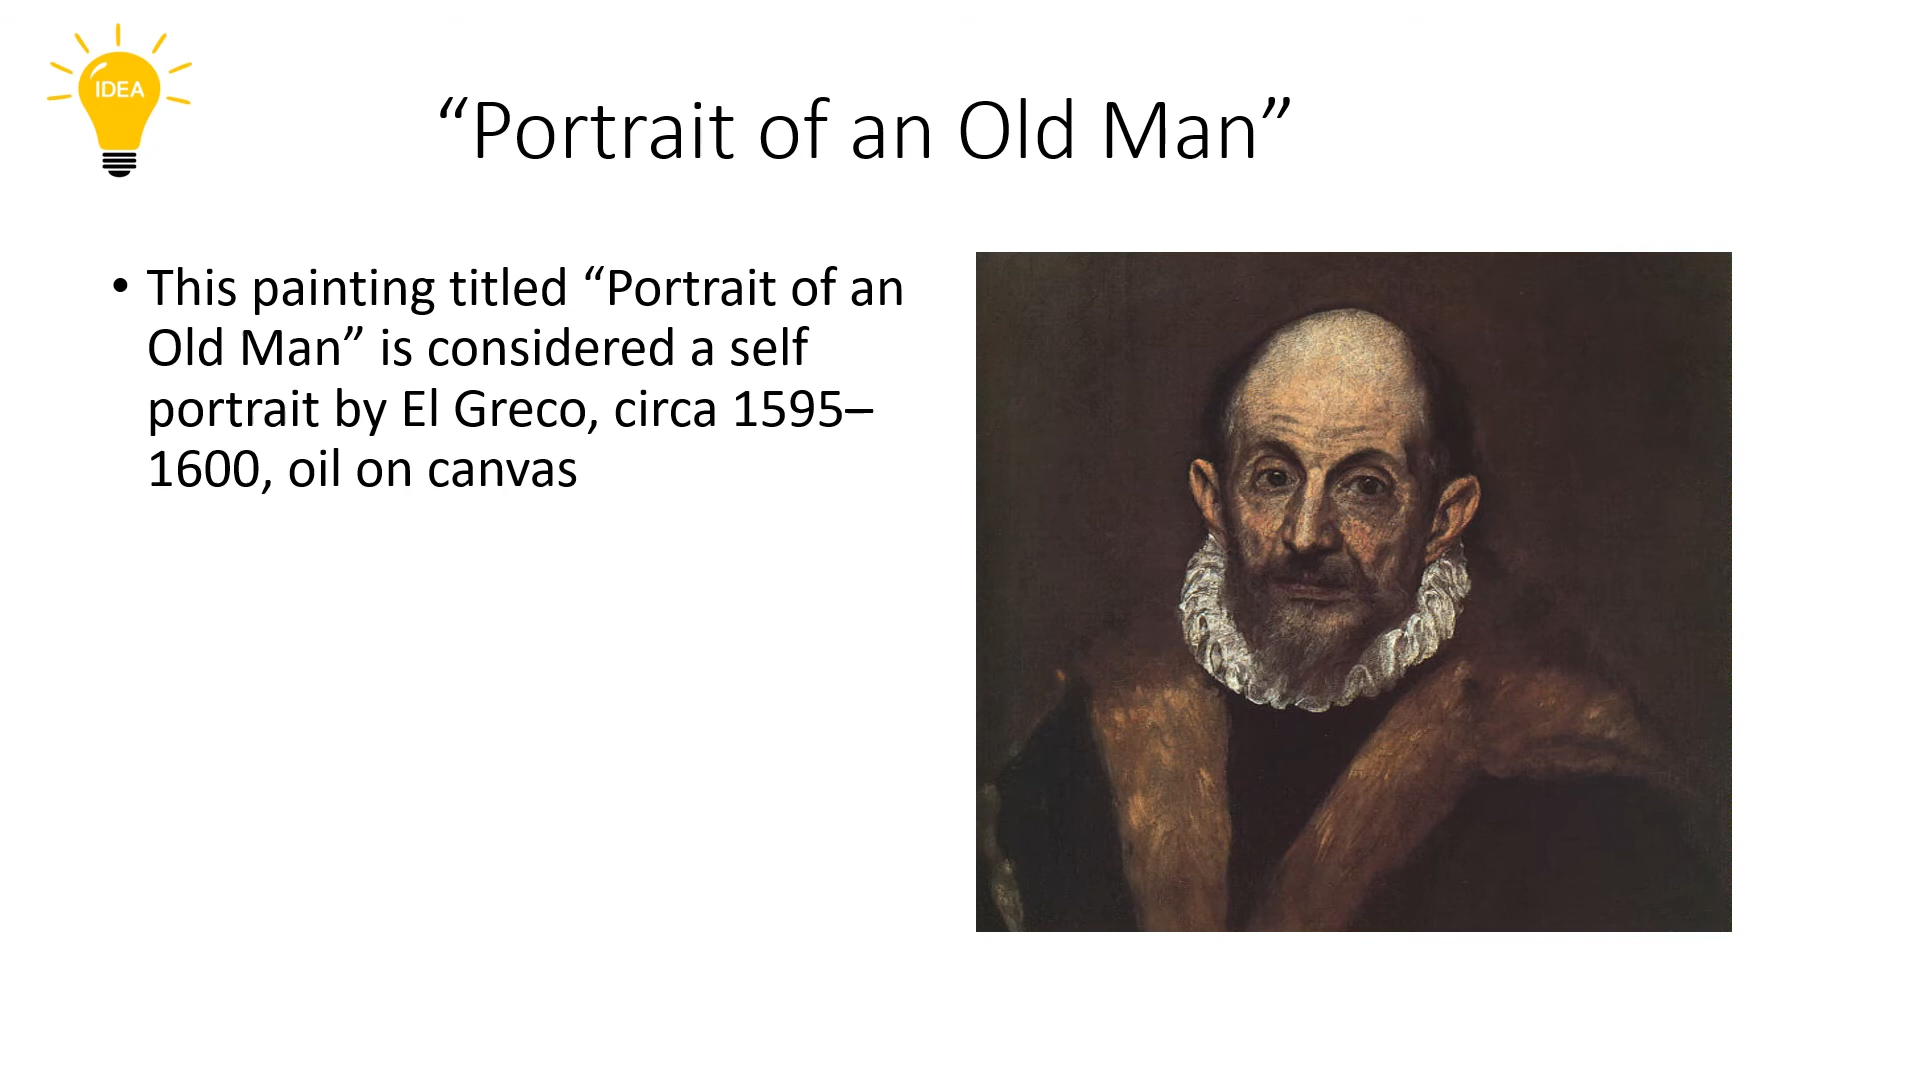 IDEA
“Portrait of an Old Man”
• This painting titled “Portrait of an
Old Man” is considered a self
portrait by El Greco, circa 1595–
1600, oil on canvas